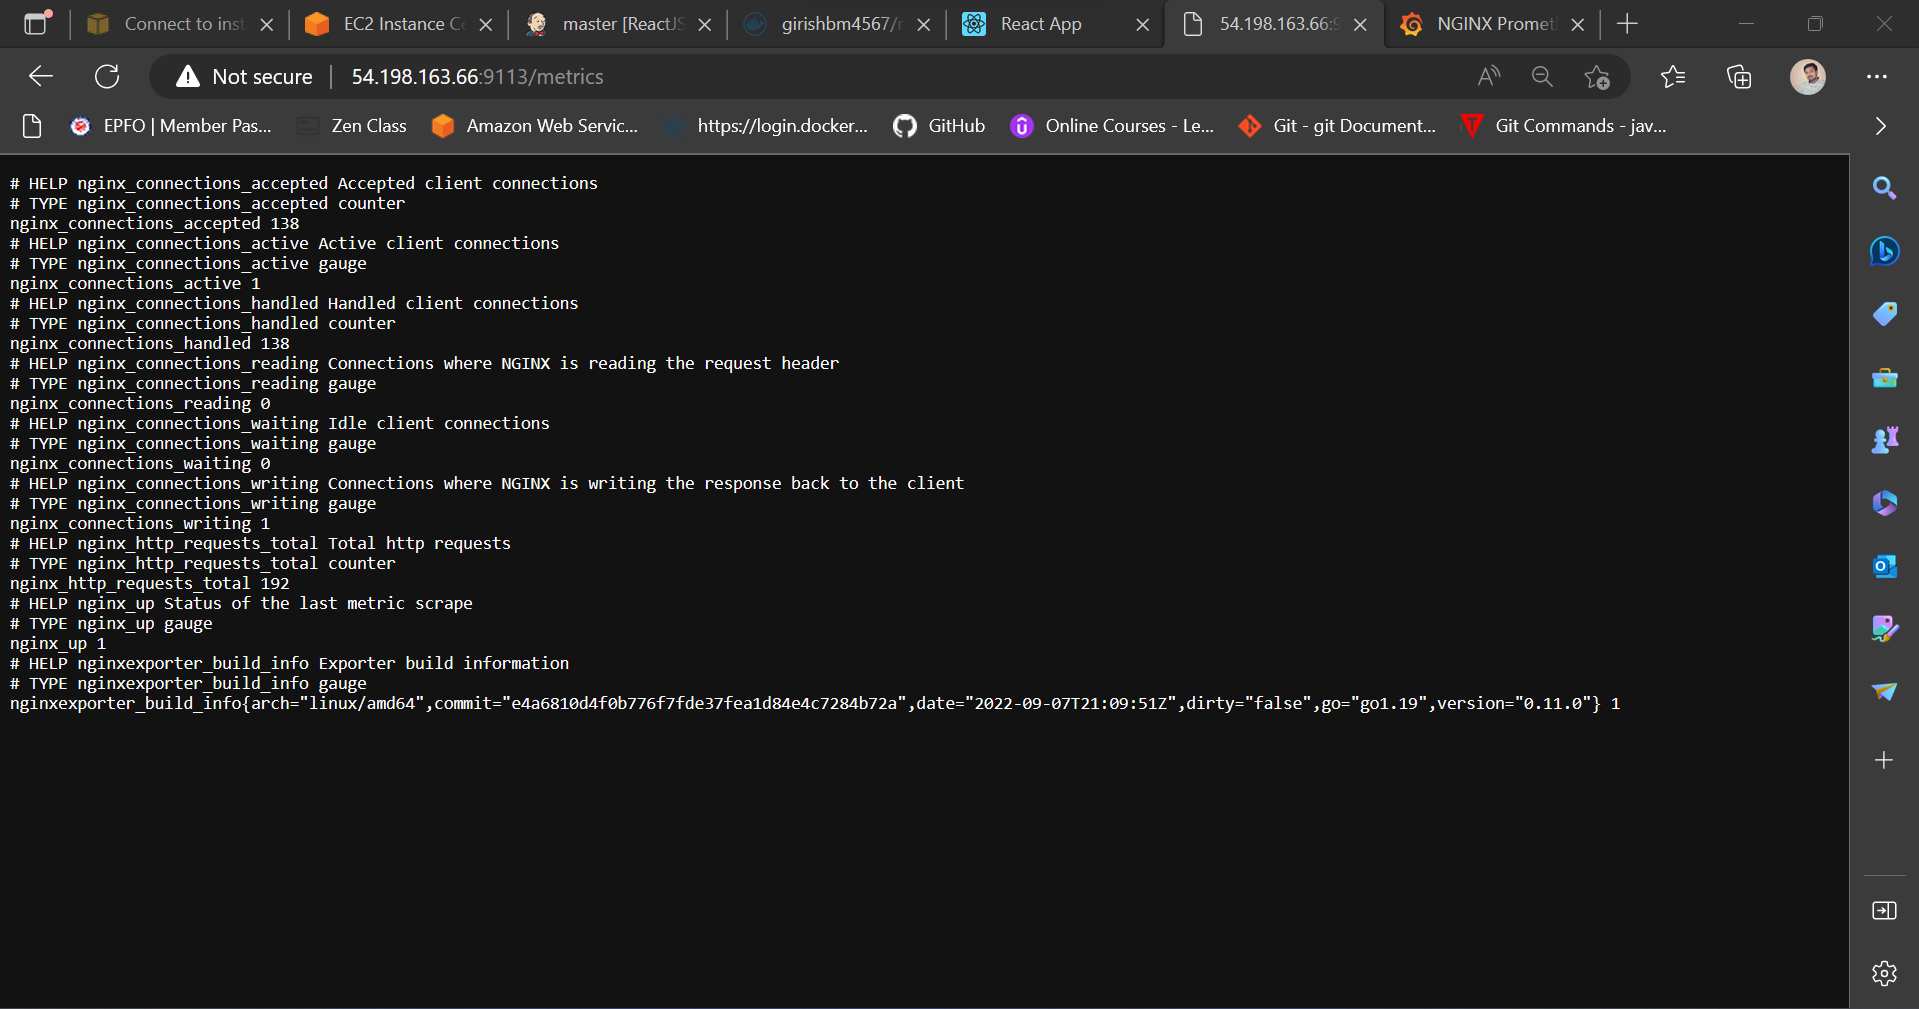 Connect to inst
EC2 Instance Co
master [ReactJS
girishbm4567/r
React App
54.198.163.66:9
NGINX Promet
Not secure
54.198.163.66:9113/metrics
EPFO | Member Pas...
Zen Class
Amazon Web Servic...
https://login.docker...
GitHub
Online Courses - Le...
Git - git Document...
Git Commands - jav...
# HELP nginx_connections_accepted Accepted client connections
# TYPE nginx_connections_accepted counter
nginx_connections_accepted 138
# HELP nginx_connections_active Active client connections
# TYPE nginx_connections_active gauge
nginx_connections_active 1
# HELP nginx_connections_handled Handled client connections
# TYPE nginx_connections_handled counter
nginx_connections_handled 138
# HELP nginx_connections_reading Connections where NGINX is reading the request header
# TYPE nginx_connections_reading gauge
nginx_connections_reading 0
# HELP nginx_connections_waiting Idle client connections
# TYPE nginx_connections_waiting gauge
nginx_connections_waiting 0
# HELP nginx_connections_writing Connections where NGINX is writing the response back to the client
# TYPE nginx_connections_writing gauge
nginx_connections_writing 1
# HELP nginx_http_requests_total Total http requests
# TYPE nginx_http_requests_total counter
nginx_http_requests_total 192
# HELP nginx_up Status of the last metric scrape
# TYPE nginx_up gauge
nginx_up 1
# HELP nginxexporter_build_info Exporter build information
# TYPE nginxexporter_build_info gauge
nginxexporter_build_info{arch="linux/amd64",commit="e4a6810d4f0b776f7fde37fea1d84e4c7284b72a",date="2022-09-07T21:09:51Z",dirty="false",go="go1.19",version="0.11.0"} 1